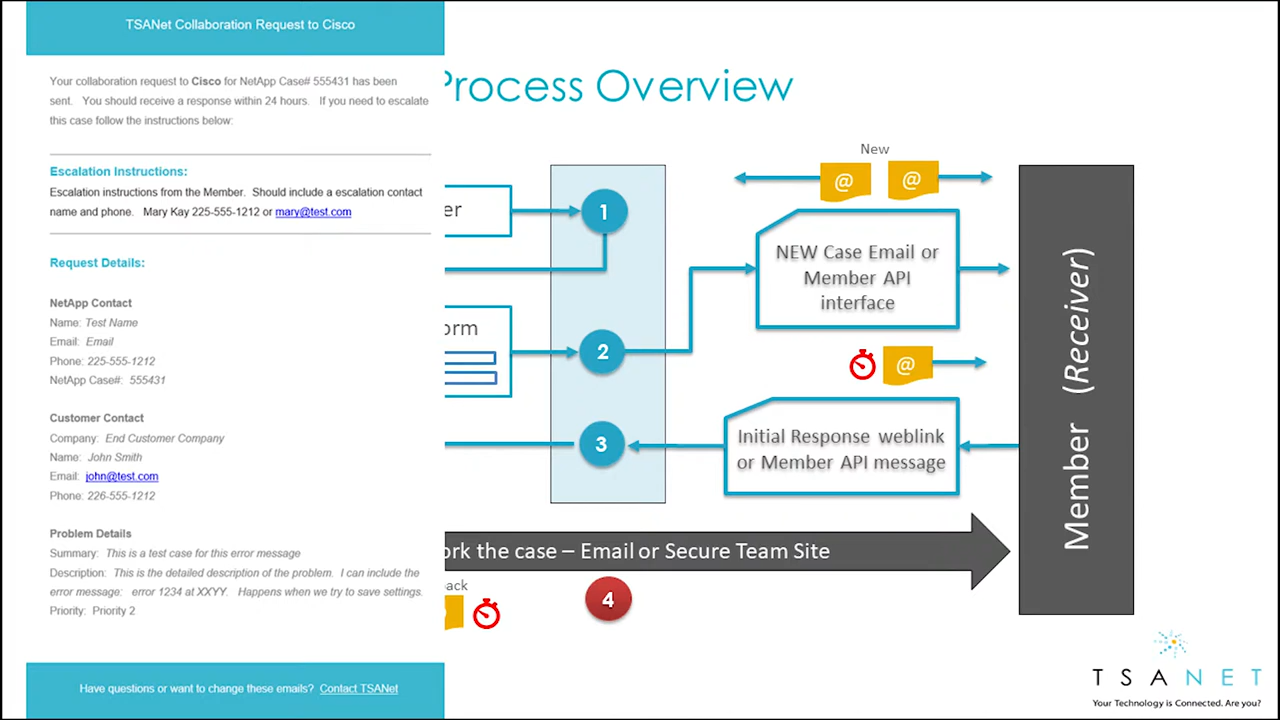 TSANet Collaboration Request to Cisco
Your collaboration request to Cisco for NetApp Case# 555431 has been
sent. You should receive a response within 24 hours. If you need to escalate
this case follow the instructions below:
Escalation Instructions:
Escalation instructions from the Member. Should include a escalation contact
name and phone. Mary Kay 225-555-1212 or mary@test.com
Request Details:
NetApp Contact
Name: Test Name
Email: Email
Phone: 225-555-1212
NetApp Case#: 555431
Customer Contact
Company: End Customer Company
Name: John Smith
Email: john@test.com
Phone: 226-555-1212
Problem Details
Summary: This is a test case for this error message
Description: This is the detailed description of the problem. I can include the
error message: error 1234 at XXYY. Happens when we try to save settings.
Priority: Priority 2
Have questions or want to change these emails? Contact TSANet
Process Overview
er
orm
1
2
3
New
@ @
NEW Case Email or
Member API
interface
@
Initial Response weblink
or Member API message
Member (Receiver)
ork the case – Email or Secure Team Site
ack
4
TSANET
Your Technology is Connected. Are you?